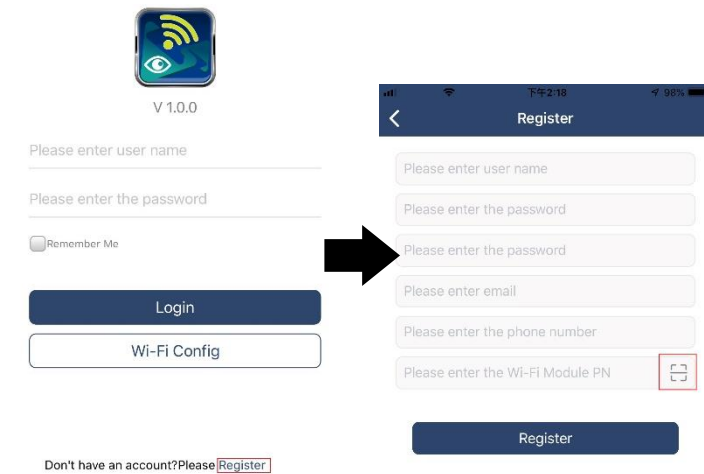 V 1.0.0
Please enter user name
Please enter the password
Remember Me
Login
Wi-Fi Config
Don't have an account?Please Register
下午2:18
98%
Register
Please enter user name
Please enter the password
Please enter the password
Please enter email
Please enter the phone number
Please enter the Wi-Fi Module PN
Register